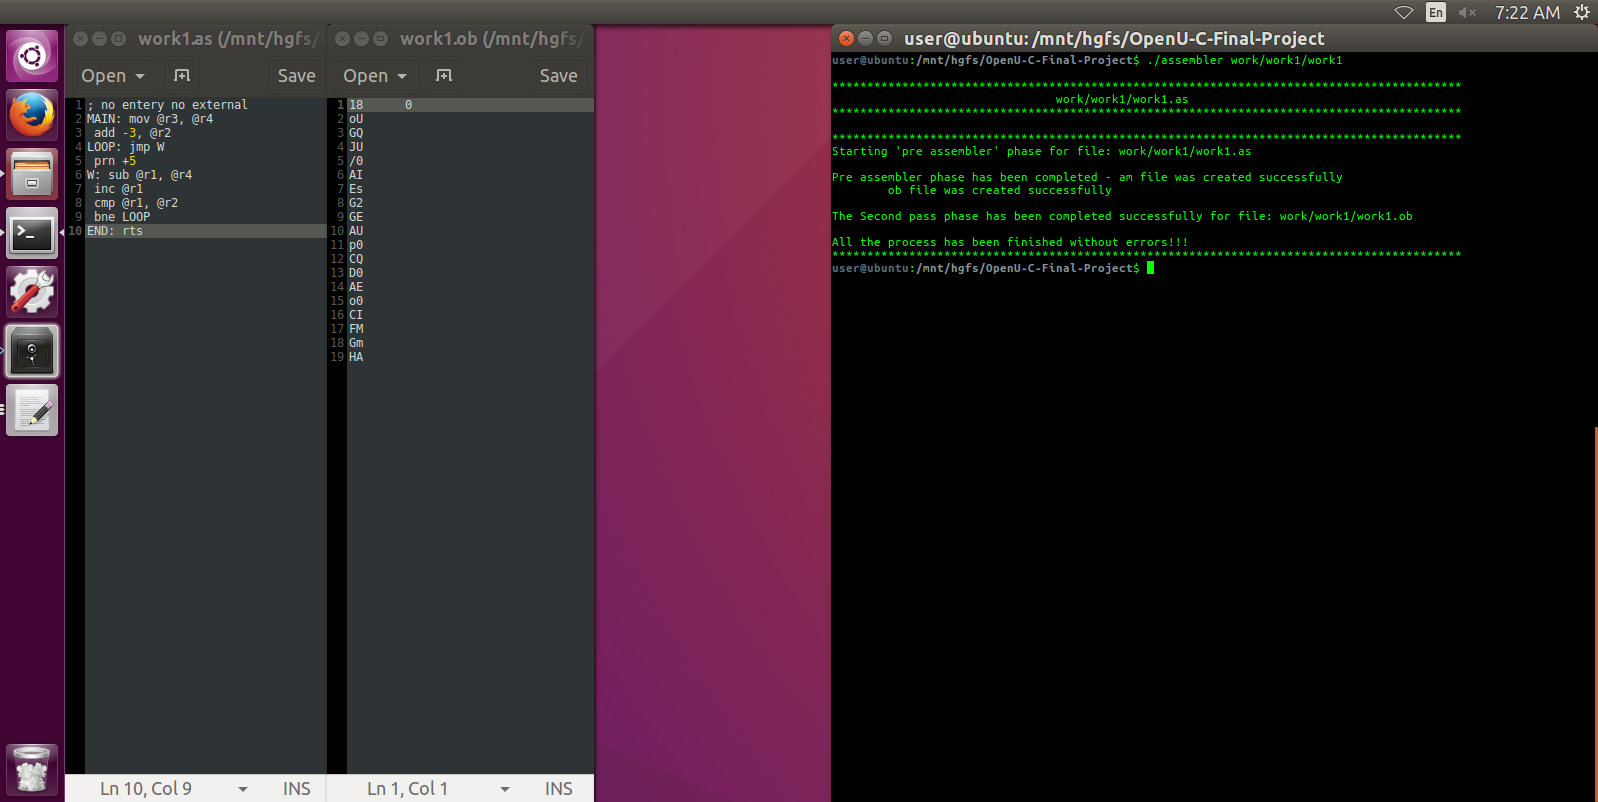 En
7:22 AM
work1.as (/mnt/hgfs/
Open
Save
1 ; no entery no external
2 MAIN: mov @r3, @r4
3 add -3, @r2
4 LOOP: jmp W
5 prn +5
6 W: sub @r1, @r4
7 inc @r1
8 cmp @r1, @r2
9 bne LOOP
10 END: rts
Ln 10, Col 9
INS
work1.ob (/mnt/hgfs/
Open
Save
1 18 0
2 oU
3 GQ
4 JU
5 /0
6 AI
7 Es
8 G2
9 GE
10 AU
11 p0
12 CQ
13 D0
14 AE
15 o0
16 CI
17 FM
18 Gm
19 HA
Ln 1, Col 1
INS
user@ubuntu: /mnt/hgfs/OpenU-C-Final-Project
user@ubuntu:/mnt/hgfs/OpenU-C-Final-Project$ ./assembler work/work1/work1
******************************************************************************************
work/work1/work1.as
******************************************************************************************
******************************************************************************************
Starting 'pre assembler' phase for file: work/work1/work1.as
Pre assembler phase has been completed - am file was created successfully
ob file was created successfully
The Second pass phase has been completed successfully for file: work/work1/work1.ob
All the process has been finished without errors!!!
******************************************************************************************
user@ubuntu:/mnt/hgfs/OpenU-C-Final-Project$